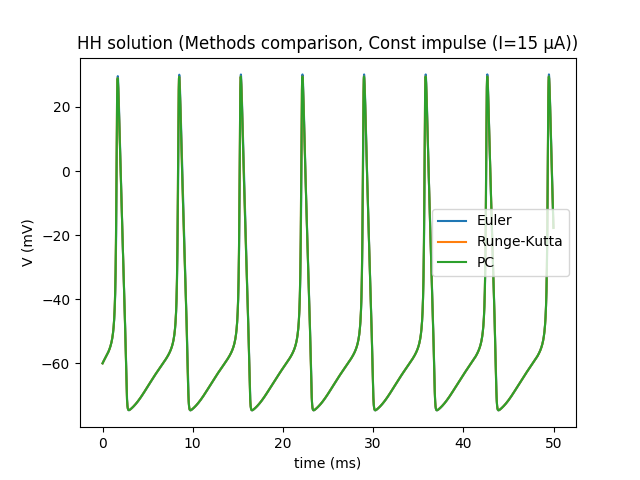 HH solution (Methods comparison, Const impulse (I=15 μA))
20
0
−20
−40
−60
V (mV)
Euler
Runge-Kutta
PC
0 10 20 30 40 50
time (ms)